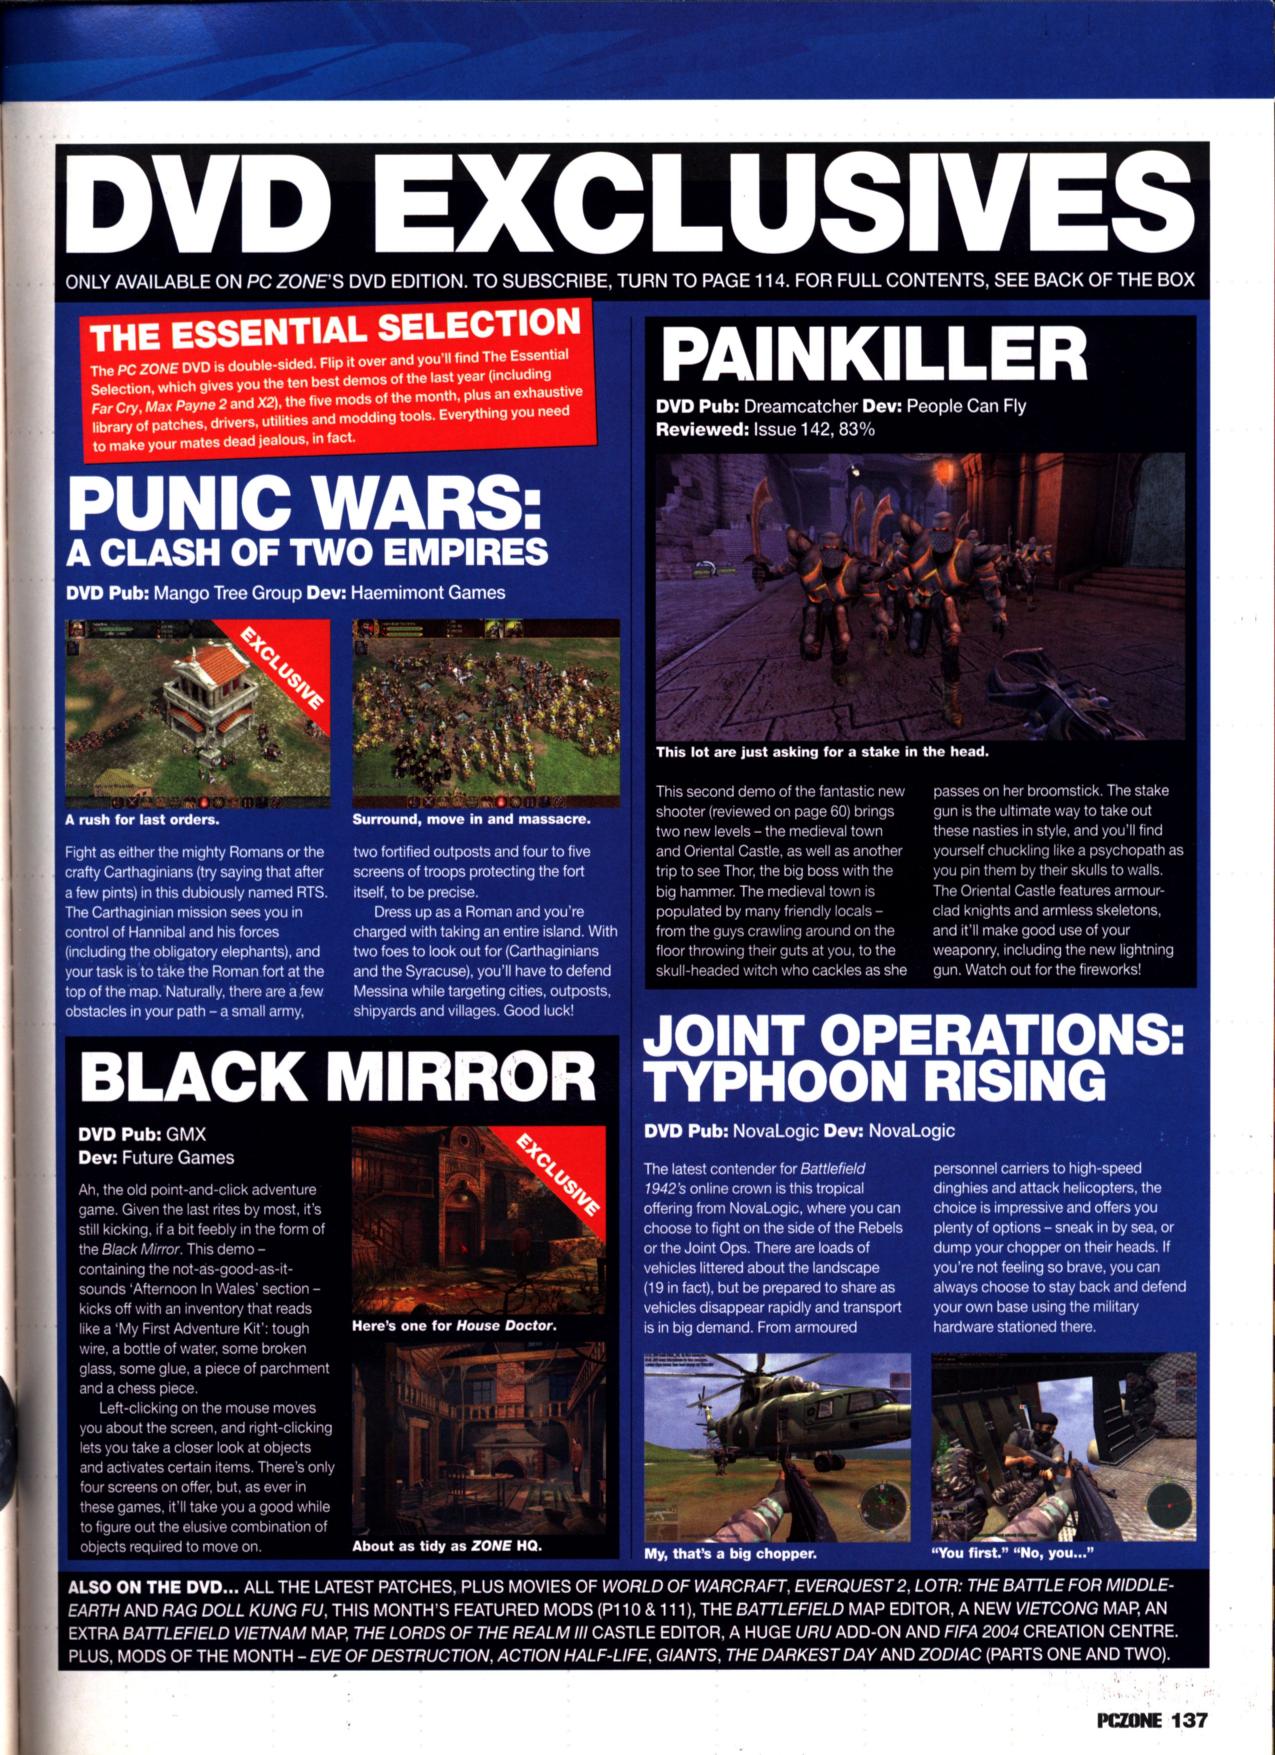 DVD EXCLUSIVES
ONLY AVAILABLE ON PC ZONE'S DVD EDITION. TO SUBSCRIBE, TURN TO PAGE 114. FOR FULL CONTENTS, SEE BACK OF THE BOX
THE ESSENTIAL SELECTION
The PC ZONE DVD is double-sided. Flip it over and you'll find The Essential
Selection, which gives you the ten best demos of the last year (including
Far Cry, Max Payne 2 and X2), the five mods of the month, plus an exhaustive
library of patches, drivers, utilities and modding tools. Everything you need
to make your mates dead jealous, in fact.
PUNIC WARS:
A CLASH OF TWO EMPIRES
DVD Pub: Mango Tree Group Dev: Haemimont Games
EXCLUSIVE
A rush for last orders.
Surround, move in and massacre.
Fight as either the mighty Romans or the
crafty Carthaginians (try saying that after
a few pints) in this dubiously named RTS.
The Carthaginian mission sees you in
control of Hannibal and his forces
(including the obligatory elephants), and
your task is to take the Roman fort at the
top of the map. Naturally, there are a few
obstacles in your path – a small army,
two fortified outposts and four to five
screens of troops protecting the fort
itself, to be precise.
Dress up as a Roman and you're
charged with taking an entire island. With
two foes to look out for (Carthaginians
and the Syracuse), you'll have to defend
Messina while targeting cities, outposts,
shipyards and villages. Good luck!
BLACK MIRROR
DVD Pub: GMX
Dev: Future Games
Ah, the old point-and-click adventure
game. Given the last rites by most, it's
still kicking, if a bit feebly in the form of
the Black Mirror. This demo –
containing the not-as-good-as-it-
sounds 'Afternoon In Wales' section –
kicks off with an inventory that reads
like a 'My First Adventure Kit': tough
wire, a bottle of water, some broken
glass, some glue, a piece of parchment
and a chess piece.
Left-clicking on the mouse moves
you about the screen, and right-clicking
lets you take a closer look at objects
and activates certain items. There's only
four screens on offer, but, as ever in
these games, it'll take you a good while
to figure out the elusive combination of
objects required to move on.
EXCLUSIVE
Here's one for House Doctor.
About as tidy as ZONE HQ.
PAINKILLER
DVD Pub: Dreamcatcher Dev: People Can Fly
Reviewed: Issue 142, 83%
This lot are just asking for a stake in the head.
This second demo of the fantastic new
shooter (reviewed on page 60) brings
two new levels – the medieval town
and Oriental Castle, as well as another
trip to see Thor, the big boss with the
big hammer. The medieval town is
populated by many friendly locals –
from the guys crawling around on the
floor throwing their guts at you, to the
skull-headed witch who cackles as she
passes on her broomstick. The stake
gun is the ultimate way to take out
these nasties in style, and you'll find
yourself chuckling like a psychopath as
you pin them by their skulls to walls.
The Oriental Castle features armour-
clad knights and armless skeletons,
and it'll make good use of your
weaponry, including the new lightning
gun. Watch out for the fireworks!
JOINT OPERATIONS:
TYPHOON RISING
DVD Pub: NovaLogic Dev: NovaLogic
The latest contender for Battlefield
1942's online crown is this tropical
offering from NovaLogic, where you can
choose to fight on the side of the Rebels
or the Joint Ops. There are loads of
vehicles littered about the landscape
(19 in fact), but be prepared to share as
vehicles disappear rapidly and transport
is in big demand. From armoured
personnel carriers to high-speed
dinghies and attack helicopters, the
choice is impressive and offers you
plenty of options – sneak in by sea, or
dump your chopper on their heads. If
you're not feeling so brave, you can
always choose to stay back and defend
your own base using the military
hardware stationed there.
My, that's a big chopper.
"You first." "No, you..."
ALSO ON THE DVD... ALL THE LATEST PATCHES, PLUS MOVIES OF WORLD OF WARCRAFT, EVERQUEST 2, LOTR: THE BATTLE FOR MIDDLE-
EARTH AND RAG DOLL KUNG FU, THIS MONTH'S FEATURED MODS (P110 & 111), THE BATTLEFIELD MAP EDITOR, A NEW VIETCONG MAP, AN
EXTRA BATTLEFIELD VIETNAM MAP, THE LORDS OF THE REALM III CASTLE EDITOR, A HUGE URU ADD-ON AND FIFA 2004 CREATION CENTRE.
PLUS, MODS OF THE MONTH – EVE OF DESTRUCTION, ACTION HALF-LIFE, GIANTS, THE DARKEST DAY AND ZODIAC (PARTS ONE AND TWO).
PCZONE 137